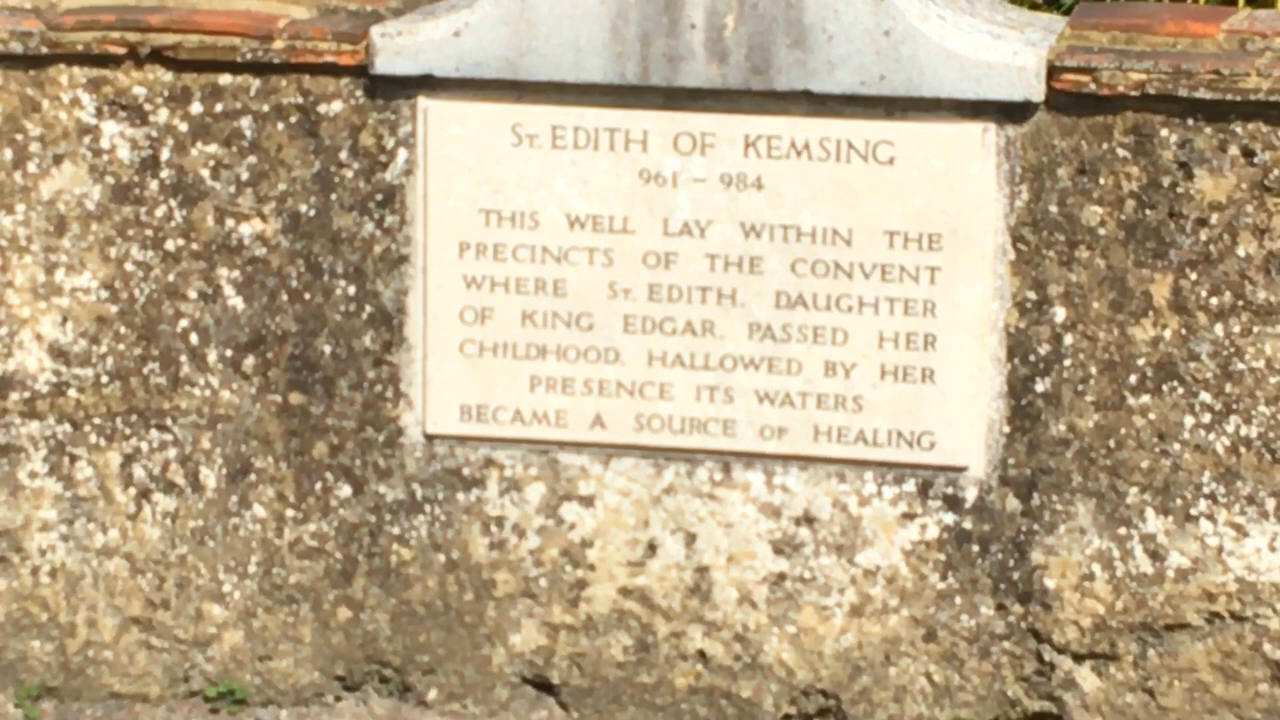 St. EDITH OF KEMSING
961 - 984
THIS WELL LAY WITHIN THE
PRECINCTS OF THE CONVENT
WHERE St. EDITH, DAUGHTER
OF KING EDGAR, PASSED HER
CHILDHOOD. HALLOWED BY HER
PRESENCE ITS WATERS
BECAME A SOURCE OF HEALING